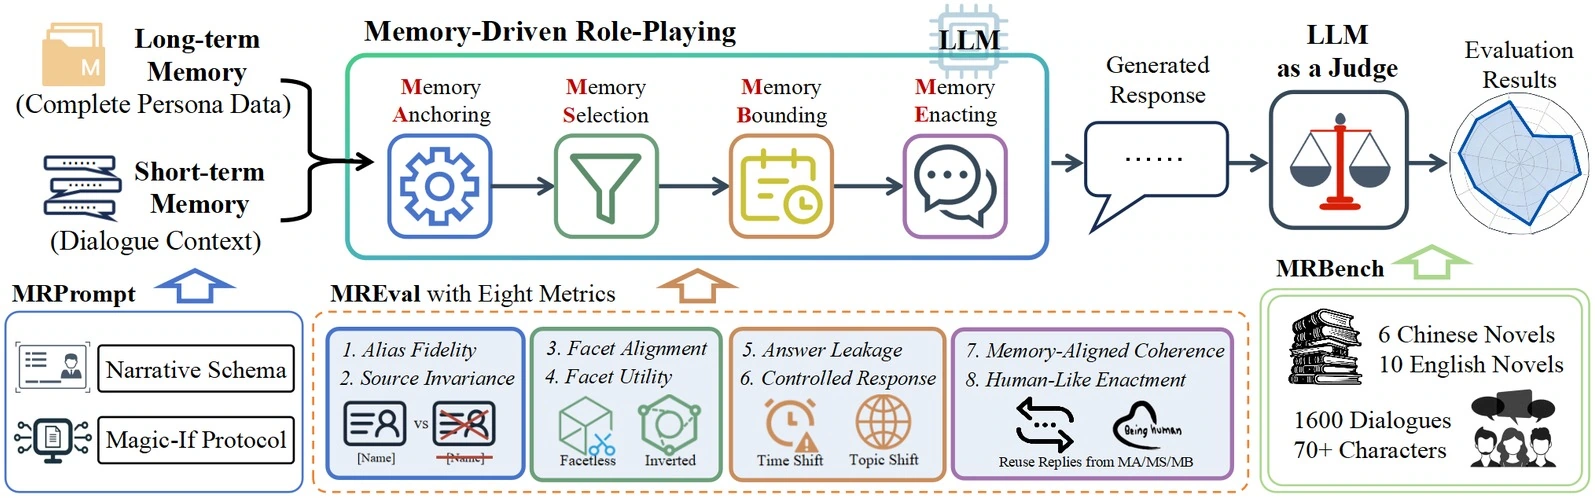 Long-term
Memory
(Complete Persona Data)
M
Short-term
Memory
(Dialogue Context)
Memory-Driven Role-Playing
LLM
Memory
Anchoring
Memory
Selection
Memory
Bounding
Memory
Enacting
Generated
Response
......
LLM
as a Judge
Evaluation
Results
MRPrompt
Narrative Schema
Magic-If Protocol
MREval with Eight Metrics
1. Alias Fidelity
2. Source Invariance
vs
[Name]
[Name]
3. Facet Alignment
4. Facet Utility
Facetless
Inverted
5. Answer Leakage
6. Controlled Response
Time Shift
Topic Shift
7. Memory-Aligned Coherence
8. Human-Like Enactment
Being human
Reuse Replies from MA/MS/MB
MRBench
6 Chinese Novels
10 English Novels
1600 Dialogues
70+ Characters